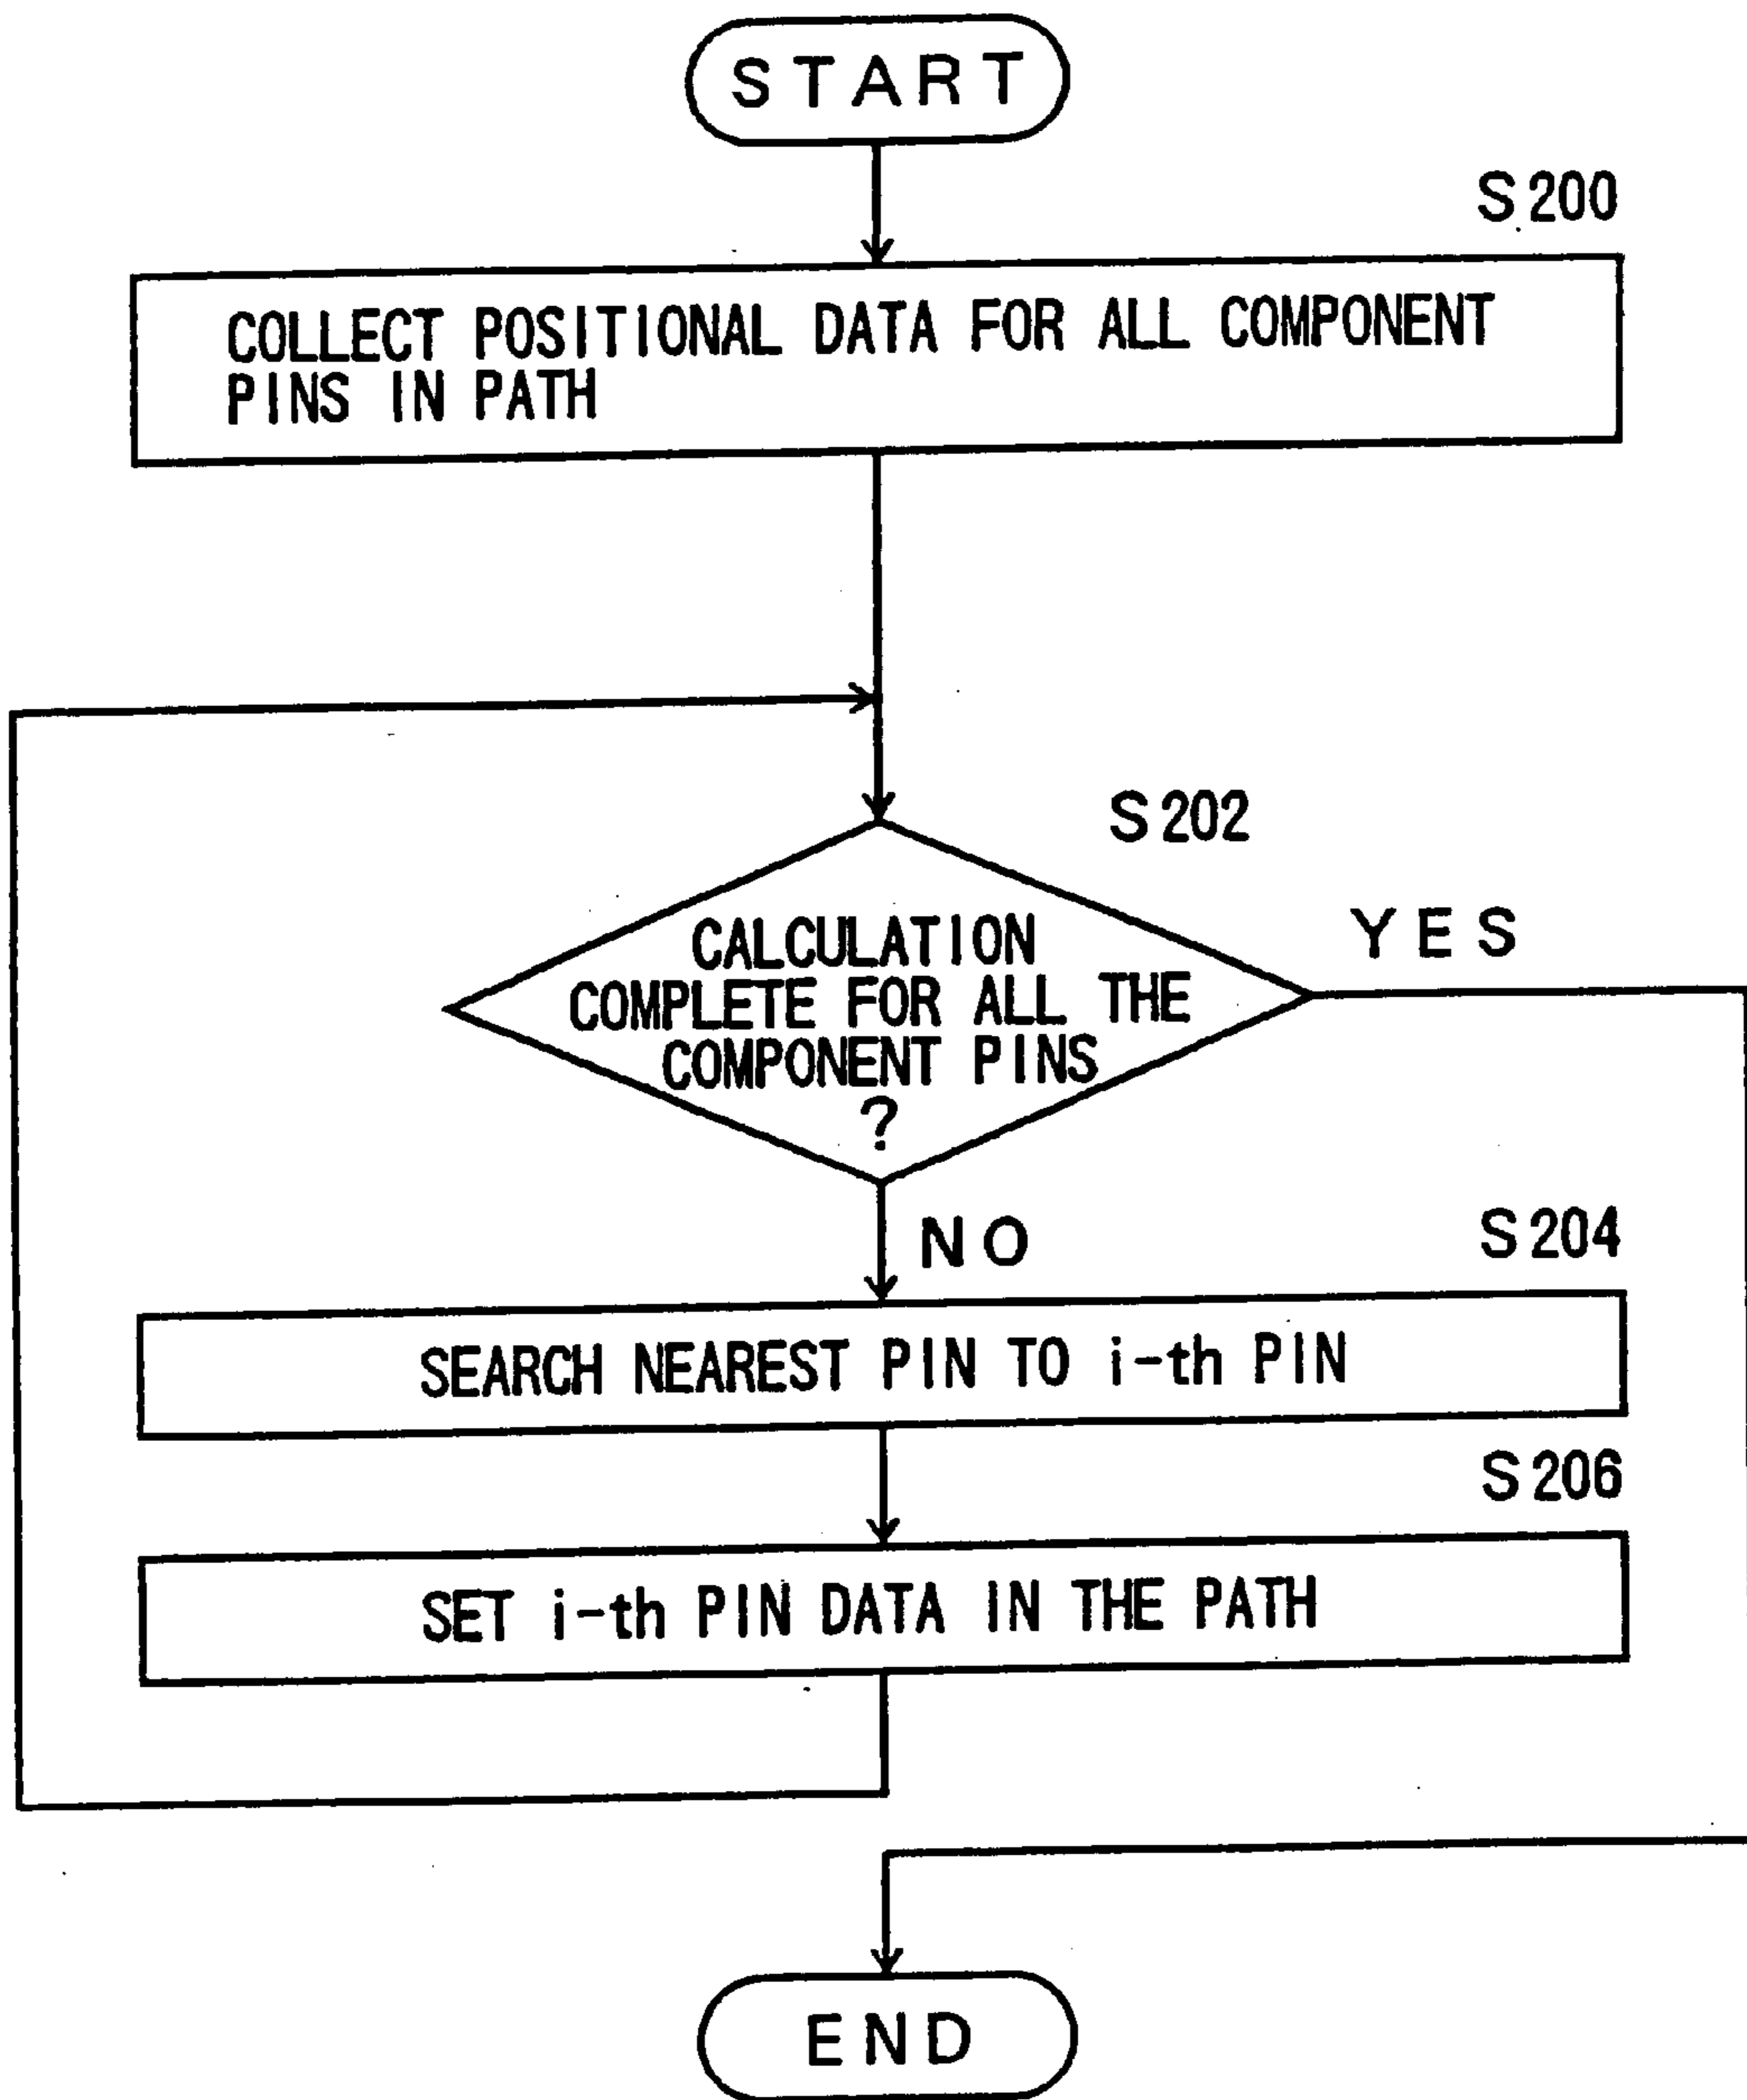 START
S200
COLLECT POSITIONAL DATA FOR ALL COMPONENT
PINS IN PATH
S202
CALCULATION
COMPLETE FOR ALL THE
COMPONENT PINS
?
YES
NO
S204
SEARCH NEAREST PIN TO i-th PIN
S206
SET i-th PIN DATA IN THE PATH
END